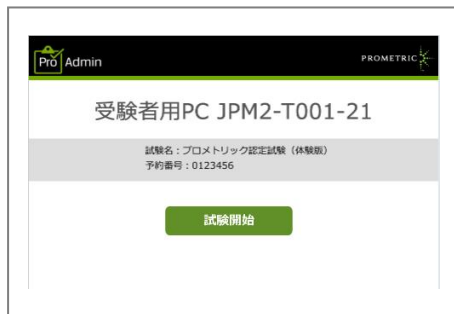 Pro Admin
PROMETRIC
受験者用PC JPM2-T001-21
試験名：プロメトリック認定試験（体験版）
予約番号：0123456
試験開始